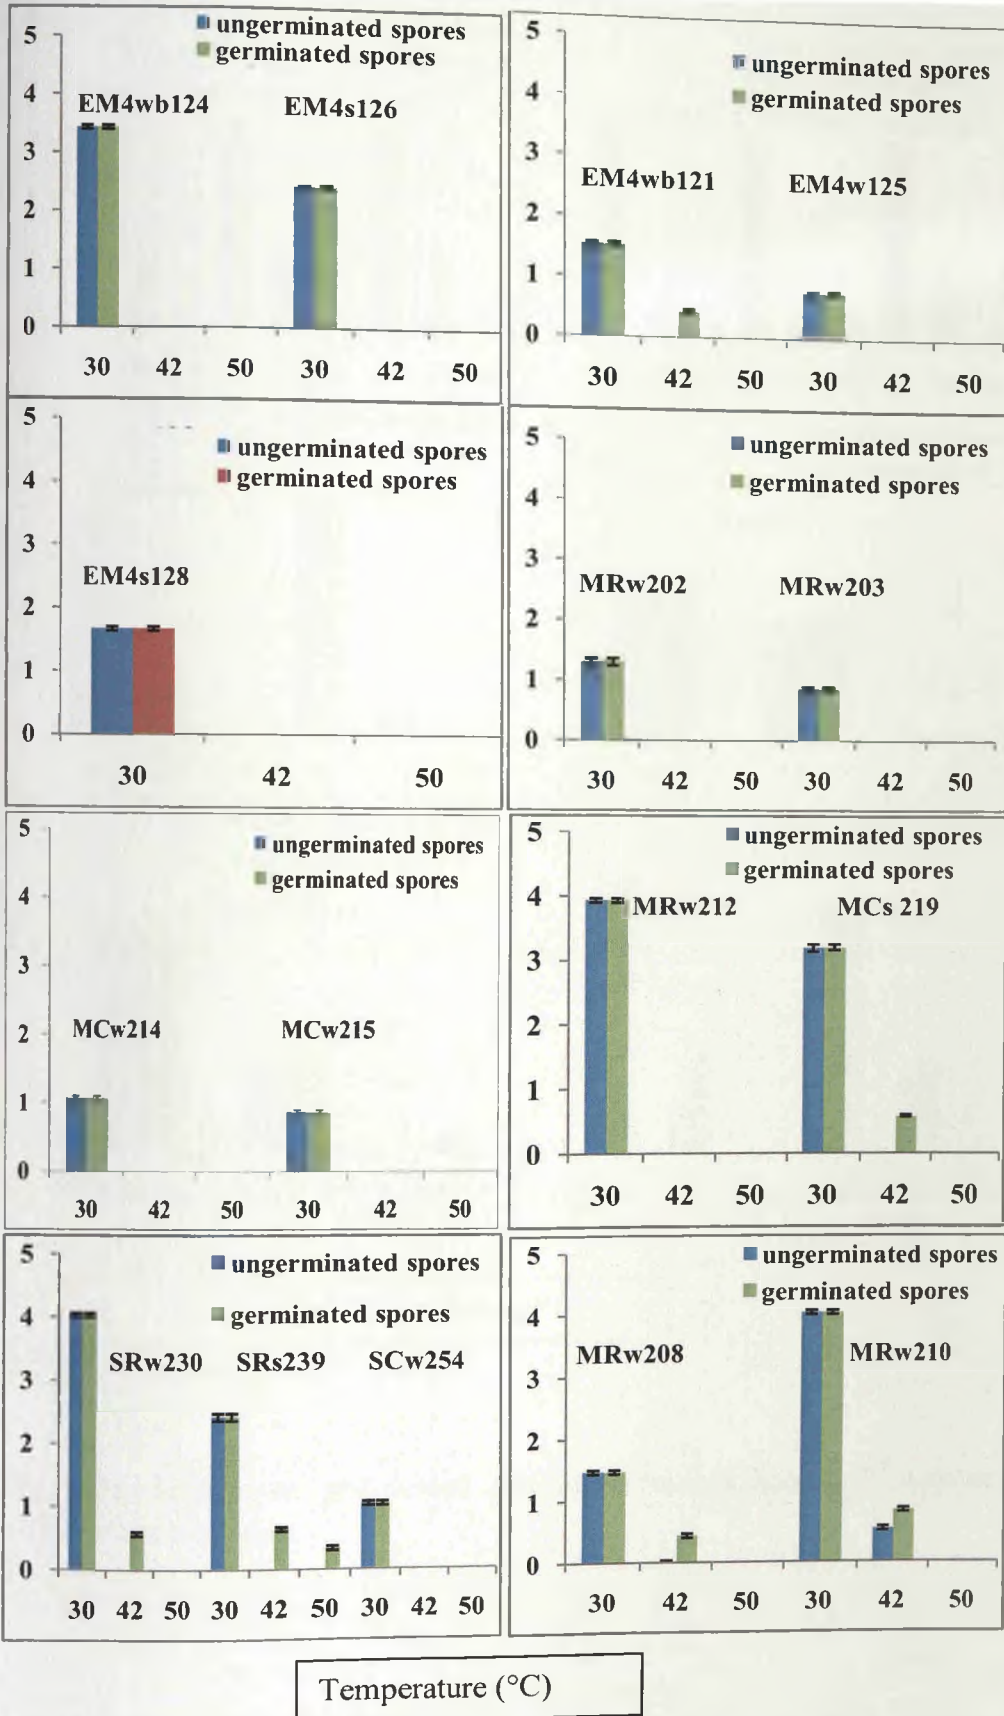 5
4
3
2
1
0
ungerminated spores
germinated spores
EM4wb124 EM4s126
30 42 50 30 42 50
5
4
3
2
1
0
ungerminated spores
germinated spores
EM4wb121 EM4w125
30 42 50 30 42 50
5
4
3
2
1
0
ungerminated spores
germinated spores
EM4s128
30 42 50
5
4
3
2
1
0
ungerminated spores
germinated spores
MRw202 MRw203
30 42 50 30 42 50
5
4
3
2
1
0
ungerminated spores
germinated spores
MCw214 MCw215
30 42 50 30 42 50
5
4
3
2
1
0
ungerminated spores
germinated spores
MRw212 MCs 219
30 42 50 30 42 50
5
4
3
2
1
0
ungerminated spores
germinated spores
SRw230 SRs239 SCw254
30 42 50 30 42 50 30 42 50
5
4
3
2
1
0
ungerminated spores
germinated spores
MRw208 MRw210
30 42 50 30 42 50
Temperature (°C)